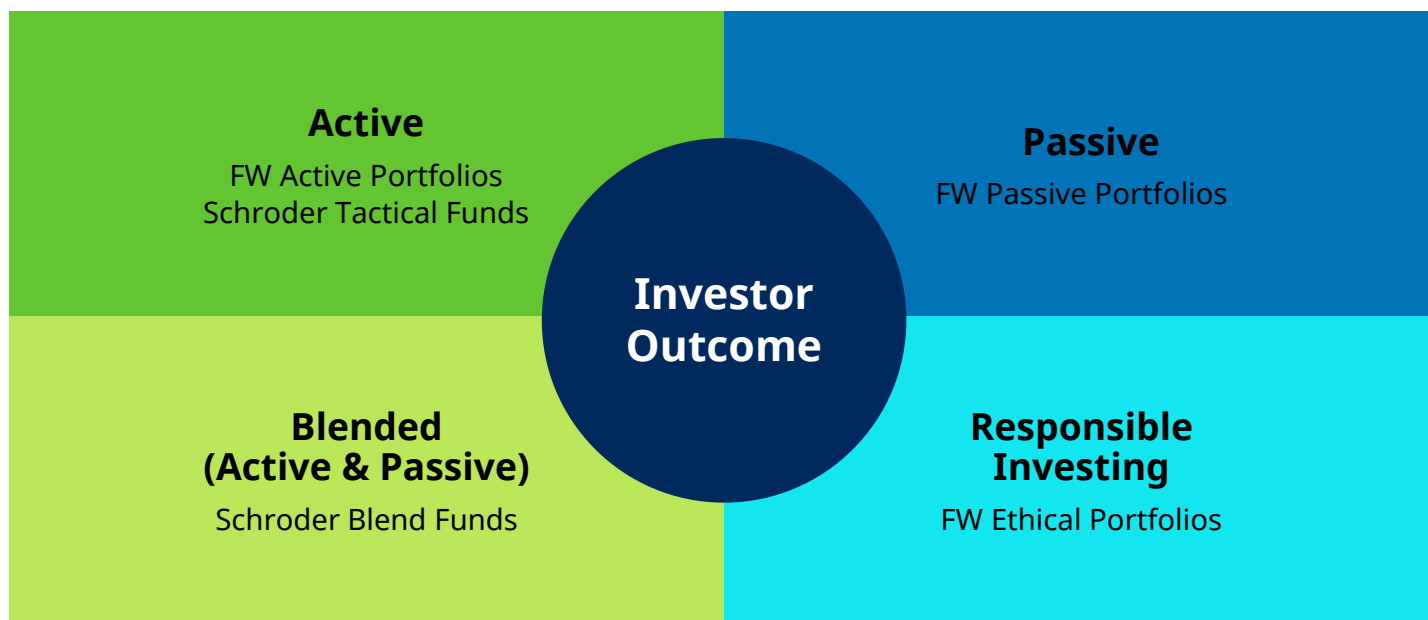 Active
FW Active Portfolios
Schroder Tactical Funds
Passive
FW Passive Portfolios
Investor
Outcome
Blended
(Active & Passive)
Schroder Blend Funds
Responsible
Investing
FW Ethical Portfolios